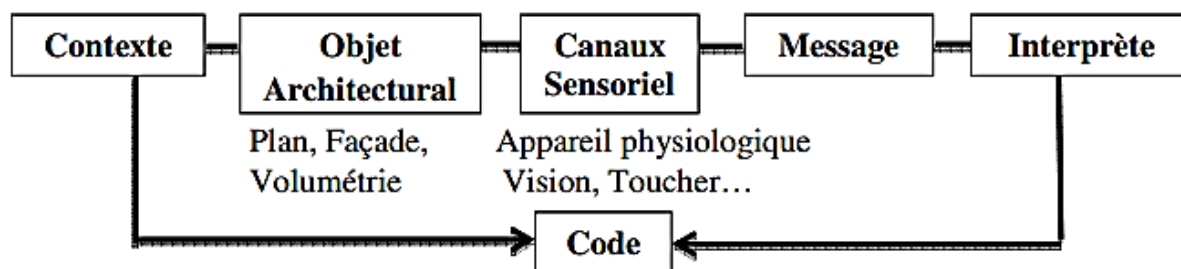 Contexte
Objet
Architectural
Canaux
Sensoriel
Message
Interprète
Plan, Façade,
Volumétrie
Appareil physiologique
Vision, Toucher…
Code